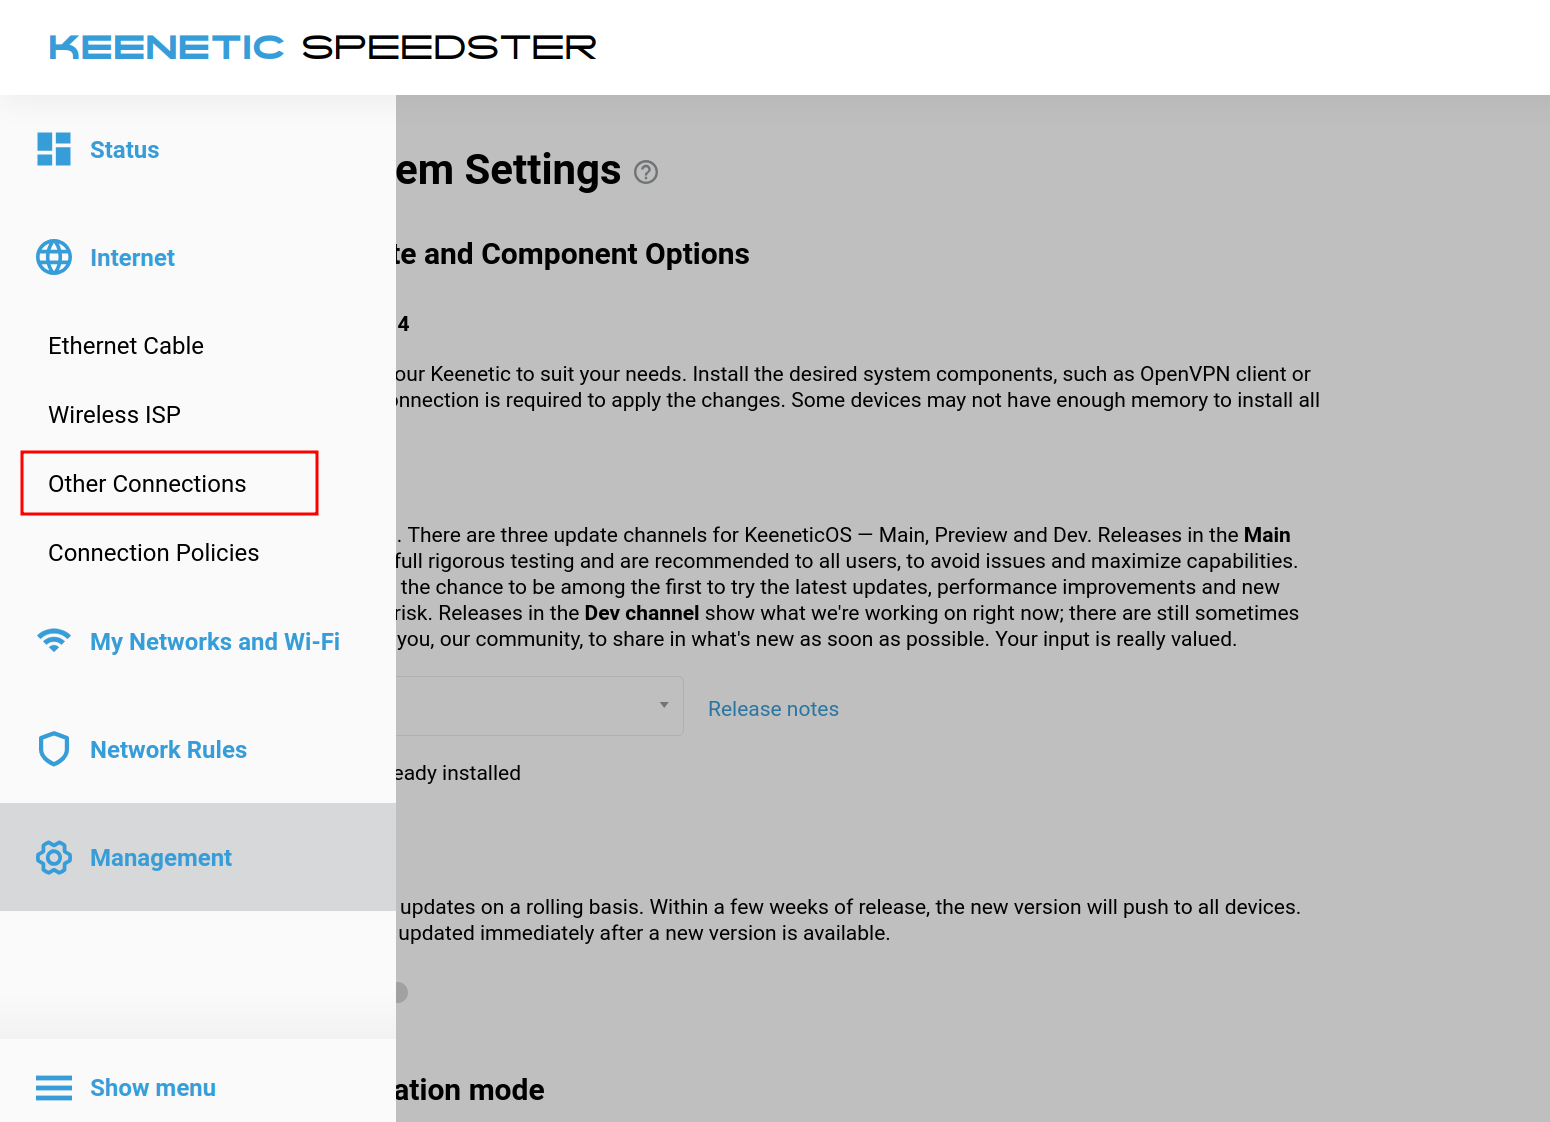 KEENETIC SPEEDSTER
Status
Internet
Ethernet Cable
Wireless ISP
Other Connections
Connection Policies
My Networks and Wi-Fi
Network Rules
Management
Show menu
em Settings
te and Component Options
4
our Keenetic to suit your needs. Install the desired system components, such as OpenVPN client or
onnection is required to apply the changes. Some devices may not have enough memory to install all
. There are three update channels for KeeneticOS — Main, Preview and Dev. Releases in the Main
full rigorous testing and are recommended to all users, to avoid issues and maximize capabilities.
the chance to be among the first to try the latest updates, performance improvements and new
risk. Releases in the Dev channel show what we're working on right now; there are still sometimes
you, our community, to share in what's new as soon as possible. Your input is really valued.
Release notes
eady installed
updates on a rolling basis. Within a few weeks of release, the new version will push to all devices.
updated immediately after a new version is available.
ation mode